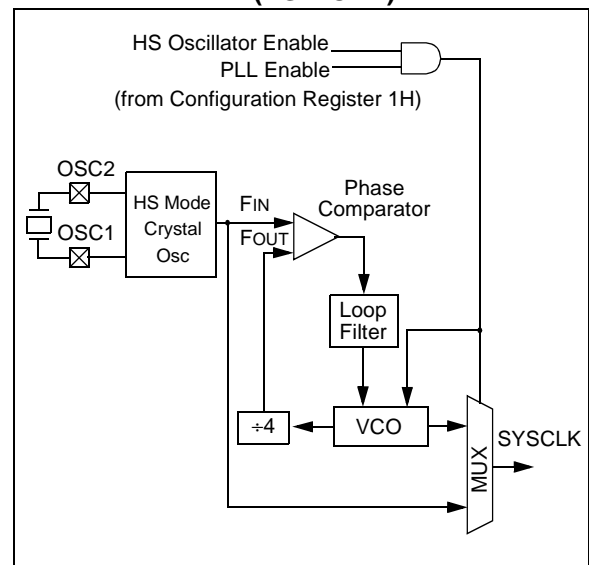 HS Oscillator Enable
PLL Enable
(from Configuration Register 1H)
OSC2
OSC1
HS Mode
Crystal
Osc
FIN
FOUT
Phase
Comparator
Loop
Filter
÷4
VCO
MUX
SYSCLK